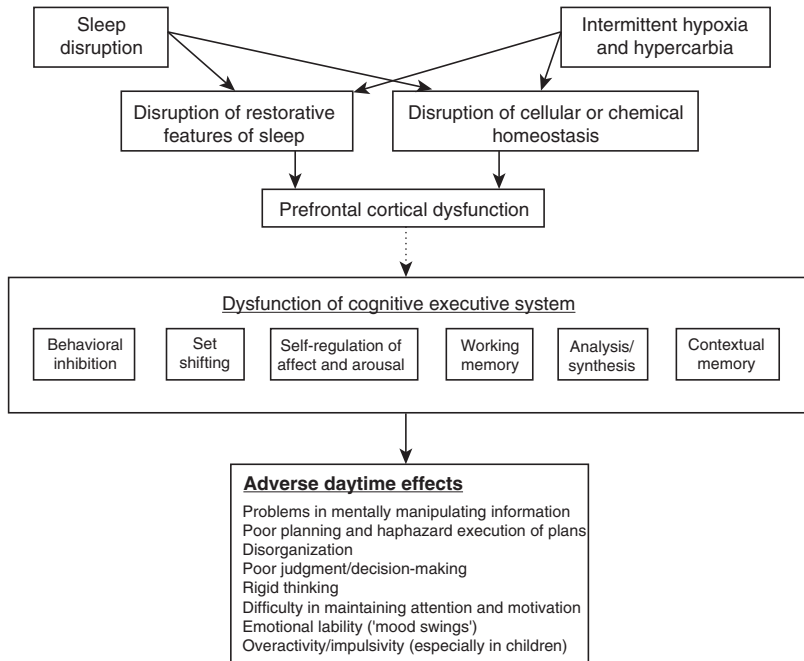 Sleep
disruption
Intermittent hypoxia
and hypercarbia
Disruption of restorative
features of sleep
Disruption of cellular or chemical
homeostasis
Prefrontal cortical dysfunction
Dysfunction of cognitive executive system
Behavioral
inhibition
Set
shifting
Self-regulation of
affect and arousal
Working
memory
Analysis/
synthesis
Contextual
memory
Adverse daytime effects
Problems in mentally manipulating information
Poor planning and haphazard execution of plans
Disorganization
Poor judgment/decision-making
Rigid thinking
Difficulty in maintaining attention and motivation
Emotional lability ('mood swings')
Overactivity/impulsivity (especially in children)